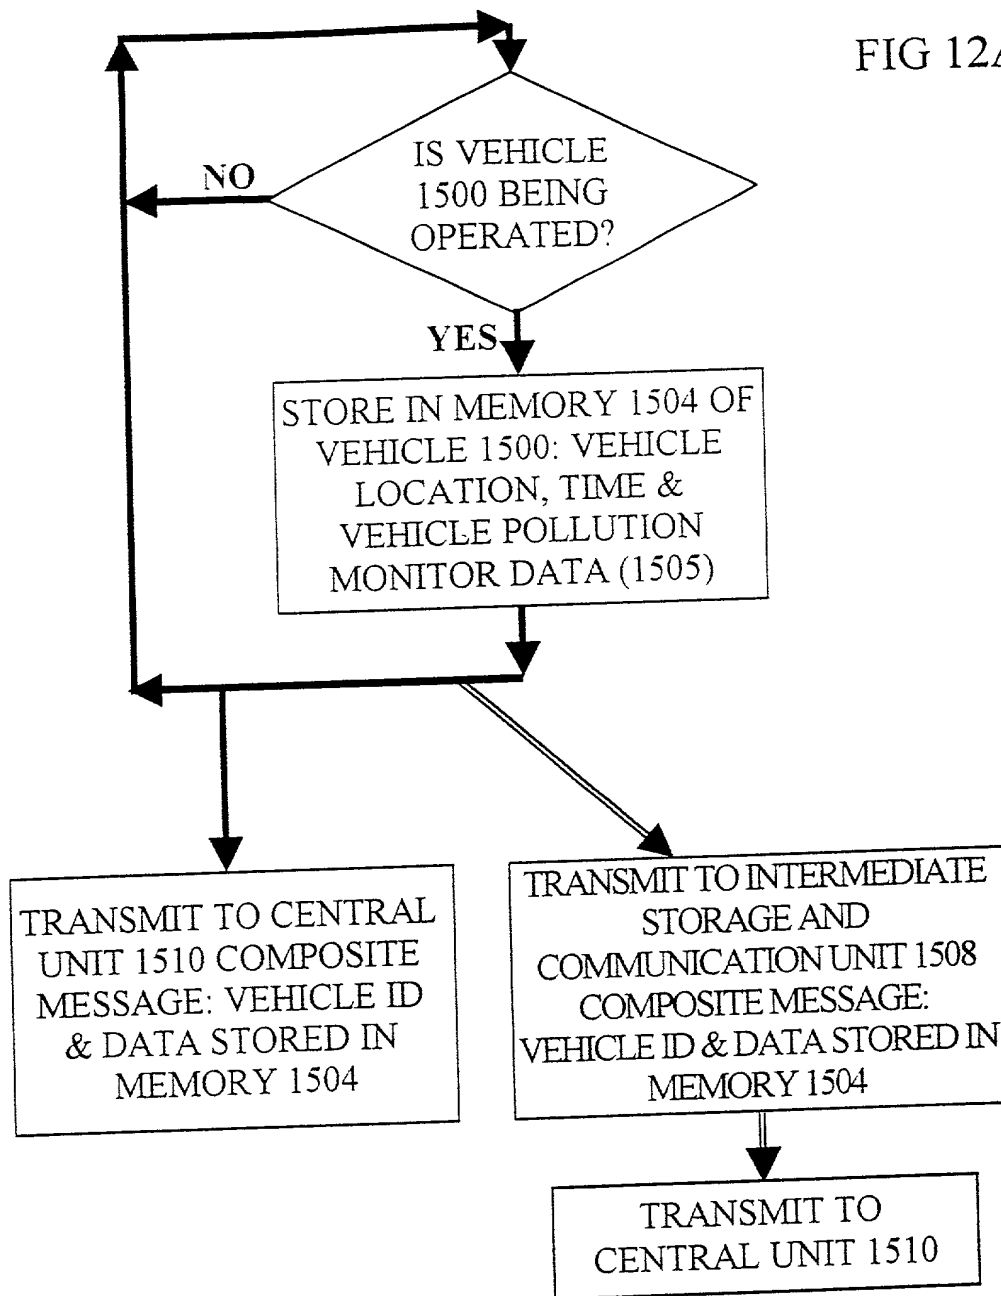 FIG 12A
IS VEHICLE
1500 BEING
OPERATED?
NO
YES
STORE IN MEMORY 1504 OF
VEHICLE 1500: VEHICLE
LOCATION, TIME &
VEHICLE POLLUTION
MONITOR DATA (1505)
TRANSMIT TO CENTRAL
UNIT 1510 COMPOSITE
MESSAGE: VEHICLE ID
& DATA STORED IN
MEMORY 1504
TRANSMIT TO INTERMEDIATE
STORAGE AND
COMMUNICATION UNIT 1508
COMPOSITE MESSAGE:
VEHICLE ID & DATA STORED IN
MEMORY 1504
TRANSMIT TO
CENTRAL UNIT 1510